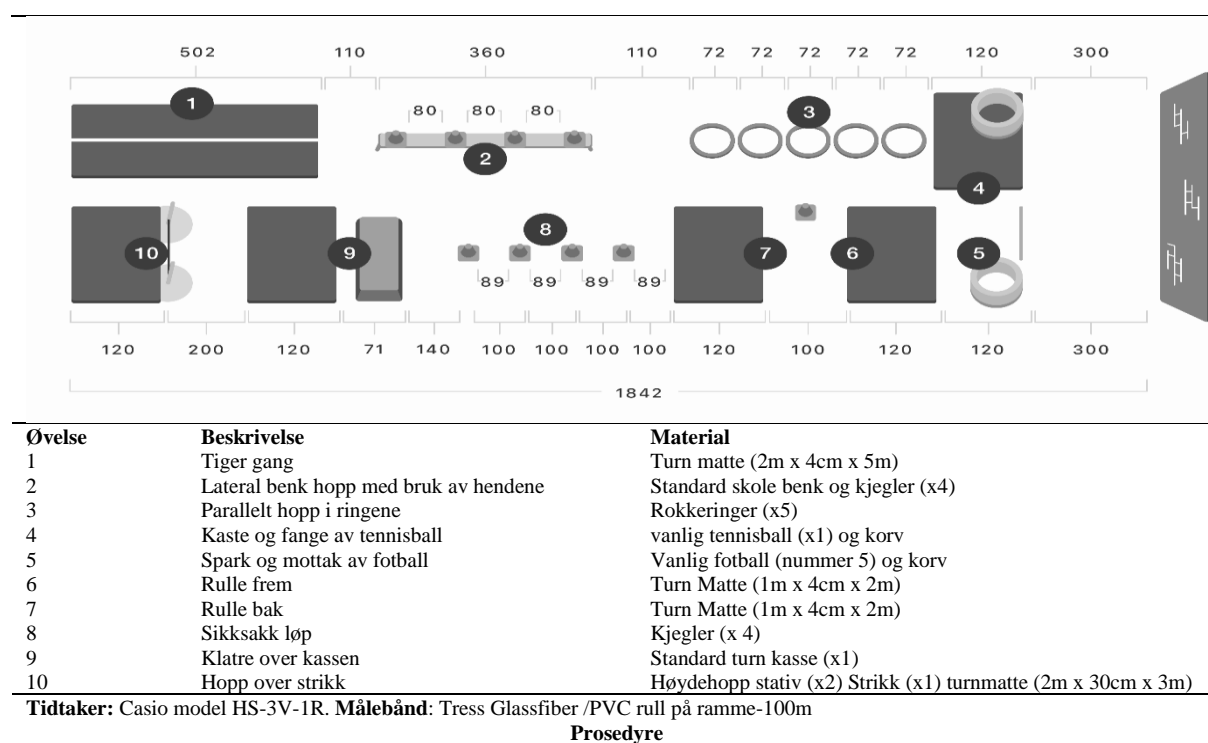 502 110 360 110 72 72 72 72 72 120 300
1 80 80 80 3
2
4
8
10 9 7 6 5
89 89 89 89
120 200 120 71 140 100 100 100 100 120 100 120 120 300
1842
Øvelse Beskrivelse Material
1 Tiger gang Turn matte (2m x 4cm x 5m)
2 Lateral benk hopp med bruk av hendene Standard skole benk og kjegler (x4)
3 Parallelt hopp i ringene Rokkeringer (x5)
4 Kaste og fange av tennisball vanlig tennisball (x1) og korv
5 Spark og mottak av fotball Vanlig fotball (nummer 5) og korv
6 Rulle frem Turn Matte (1m x 4cm x 2m)
7 Rulle bak Turn Matte (1m x 4cm x 2m)
8 Sikksakk løp Kjegler (x 4)
9 Klatre over kassen Standard turn kasse (x1)
10 Hopp over strikk Høydehopp stativ (x2) Strikk (x1) turnmatte (2m x 30cm x 3m)
Tidtaker: Casio model HS-3V-1R. Målebånd: Tress Glassfiber /PVC rull på ramme-100m
Prosedyre